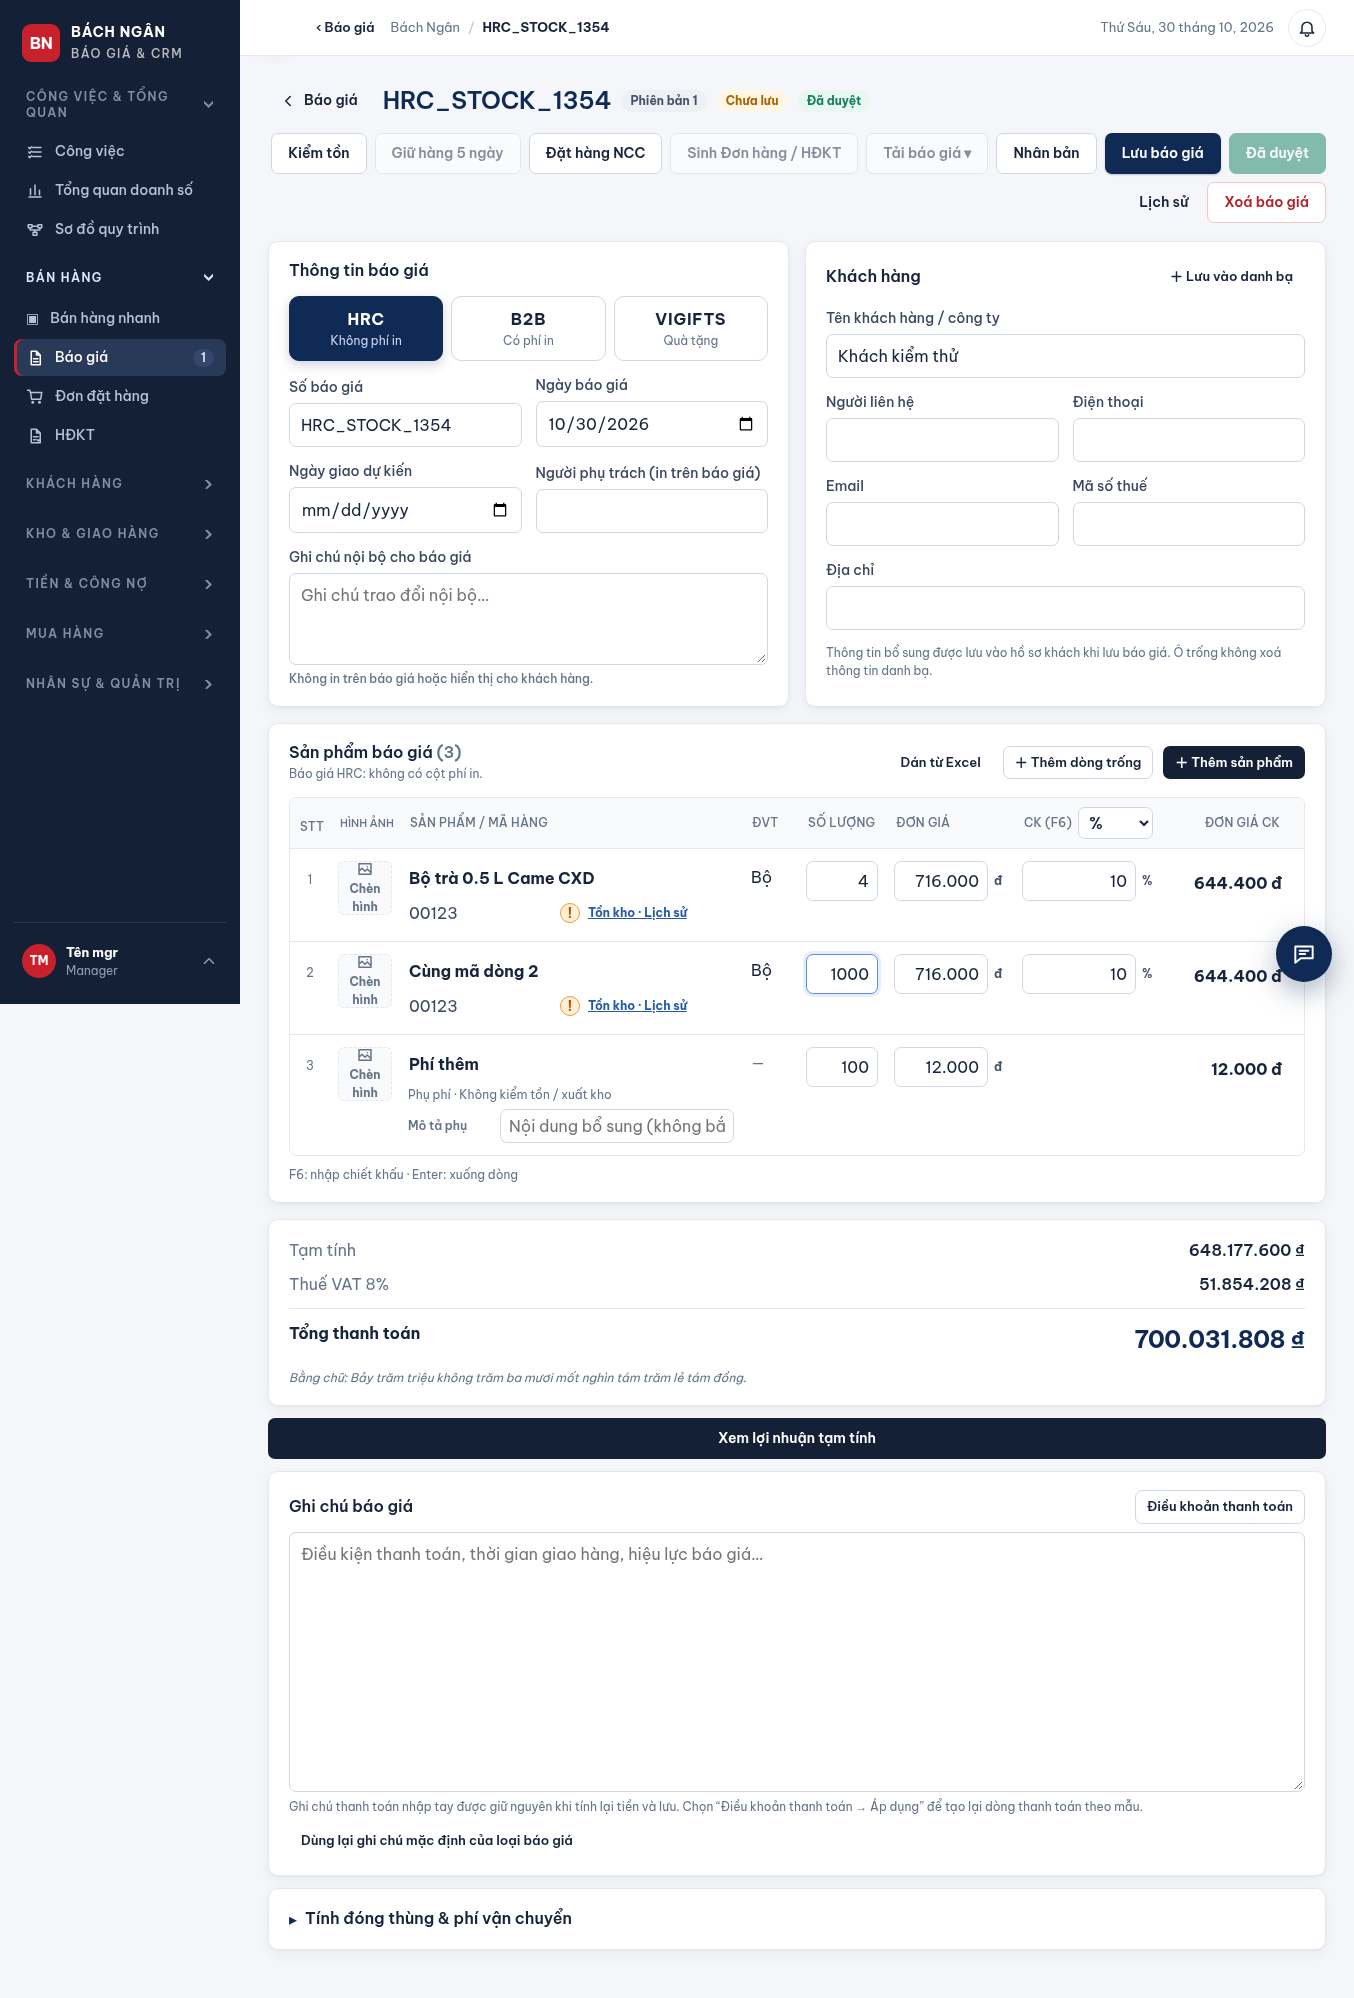 BN
BÁCH NGÂN
BÁO GIÁ & CRM
CÔNG VIỆC & TỔNG QUAN
Công việc
Tổng quan doanh số
Sơ đồ quy trình
BÁN HÀNG
Bán hàng nhanh
Báo giá 1
Đơn đặt hàng
HĐKT
KHÁCH HÀNG
KHO & GIAO HÀNG
TIỀN & CÔNG NỢ
MUA HÀNG
NHÂN SỰ & QUẢN TRỊ
TM
Tên mgr
Manager
‹ Báo giá Bách Ngân / HRC_STOCK_1354
Thứ Sáu, 30 tháng 10, 2026
Báo giá HRC_STOCK_1354 Phiên bản 1 Chưa lưu Đã duyệt
Kiểm tồn Giữ hàng 5 ngày Đặt hàng NCC Sinh Đơn hàng / HĐKT Tải báo giá ▾ Nhân bản Lưu báo giá Đã duyệt
Lịch sử Xoá báo giá
Thông tin báo giá
HRC B2B VIGIFTS
Không phí in Có phí in Quà tặng
Số báo giá Ngày báo giá
HRC_STOCK_1354 10/30/2026
Ngày giao dự kiến Người phụ trách (in trên báo giá)
mm/dd/yyyy
Ghi chú nội bộ cho báo giá
Ghi chú trao đổi nội bộ...
Không in trên báo giá hoặc hiển thị cho khách hàng.
Khách hàng + Lưu vào danh bạ
Tên khách hàng / công ty
Khách kiểm thử
Người liên hệ Điện thoại
Email Mã số thuế
Địa chỉ
Thông tin bổ sung được lưu vào hồ sơ khách khi lưu báo giá. Ô trống không xoá
thông tin danh bạ.
Sản phẩm báo giá (3)
Báo giá HRC: không có cột phí in.
Dán từ Excel + Thêm dòng trống + Thêm sản phẩm
STT HÌNH ẢNH SẢN PHẨM / MÃ HÀNG ĐVT SỐ LƯỢNG ĐƠN GIÁ CK (F6) % ĐƠN GIÁ CK
1 Chèn hình Bộ trà 0.5 L Came CXD Bộ 4 716.000 đ 10 % 644.400 đ
00123 ! Tồn kho · Lịch sử
2 Chèn hình Cùng mã dòng 2 Bộ 1000 716.000 đ 10 % 644.400 đ
00123 ! Tồn kho · Lịch sử
3 Chèn hình Phí thêm — 100 12.000 đ 12.000 đ
Phụ phí · Không kiểm tồn / xuất kho
Mô tả phụ Nội dung bổ sung (không bắ
F6: nhập chiết khấu · Enter: xuống dòng
Tạm tính 648.177.600 ₫
Thuế VAT 8% 51.854.208 ₫
Tổng thanh toán 700.031.808 ₫
Bằng chữ: Bảy trăm triệu không trăm ba mươi mốt nghìn tám trăm lẻ tám đồng.
Xem lợi nhuận tạm tính
Ghi chú báo giá Điều khoản thanh toán
Điều kiện thanh toán, thời gian giao hàng, hiệu lực báo giá...
Ghi chú thanh toán nhập tay được giữ nguyên khi tính lại tiền và lưu. Chọn “Điều khoản thanh toán → Áp dụng” để tạo lại dòng thanh toán theo mẫu.
Dùng lại ghi chú mặc định của loại báo giá
▸ Tính đóng thùng & phí vận chuyển